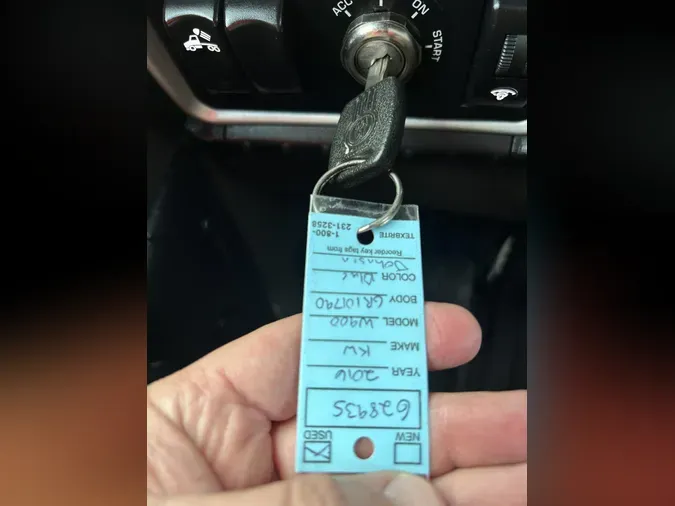 ACC
ON
START
NEW
USED
628935
YEAR 2016
MAKE KW
MODEL W900
BODY GR101790
COLOR Blue
Reorder key tags from
TEXBRITE 1-800-
231-3258